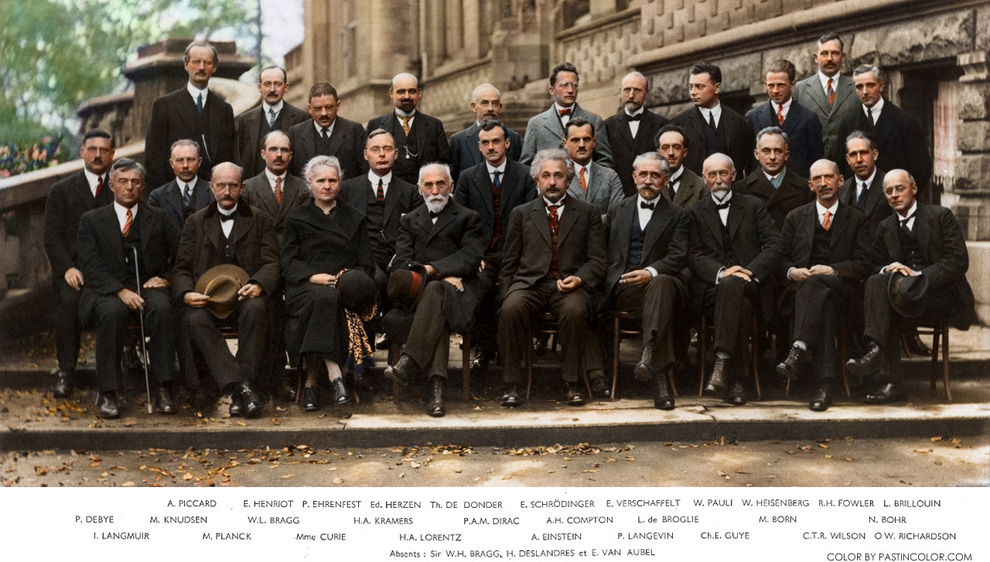 A. PICCARD E. HENRIOT P. EHRENFEST Ed. HERZEN Th. DE DONDER E. SCHRÖDINGER E. VERSCHAFFELT W. PAULI W. HEISENBERG R.H. FOWLER L. BRILLOUIN
P. DEBYE M. KNUDSEN W.L. BRAGG H.A. KRAMERS P.A.M. DIRAC A.H. COMPTON L. de BROGLIE M. BORN N. BOHR
I. LANGMUIR M. PLANCK Mme CURIE H.A. LORENTZ A. EINSTEIN P. LANGEVIN Ch.E. GUYE C.T.R. WILSON O.W. RICHARDSON
Absents : Sir W.H. BRAGG, H. DESLANDRES et E. VAN AUBEL
COLOR BY PASTINCOLOR.COM